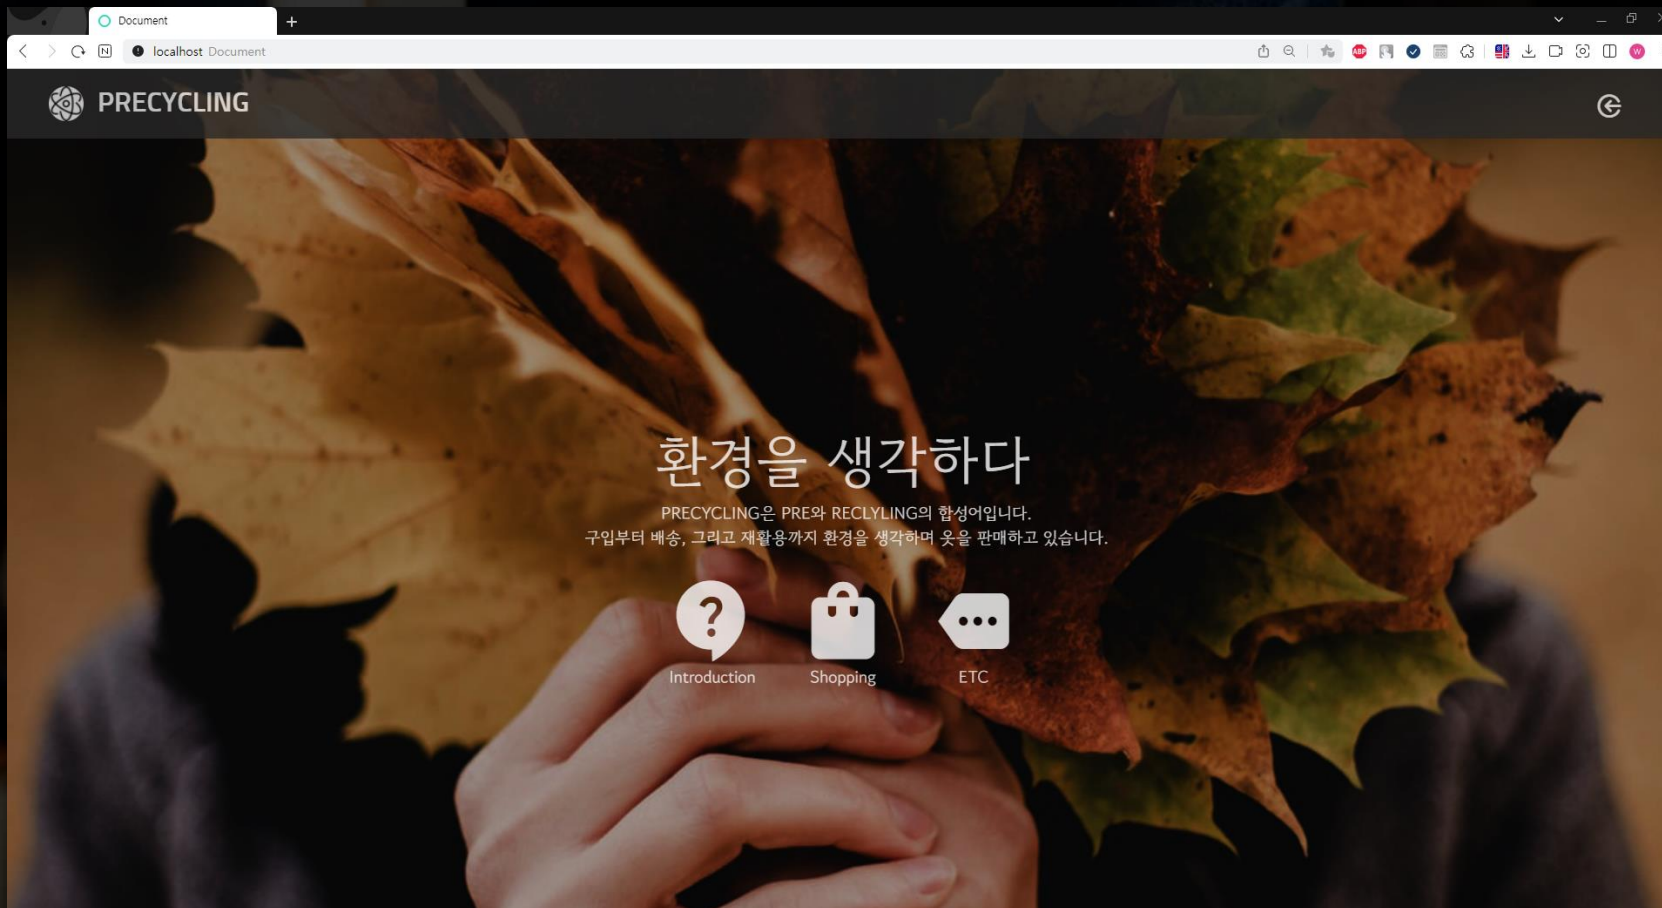 Document
localhost Document
PRECYCLING
환경을 생각하다
PRECYCLING은 PRE와 RECLYLING의 합성어입니다.
구입부터 배송, 그리고 재활용까지 환경을 생각하며 옷을 판매하고 있습니다.
Introduction
Shopping
ETC